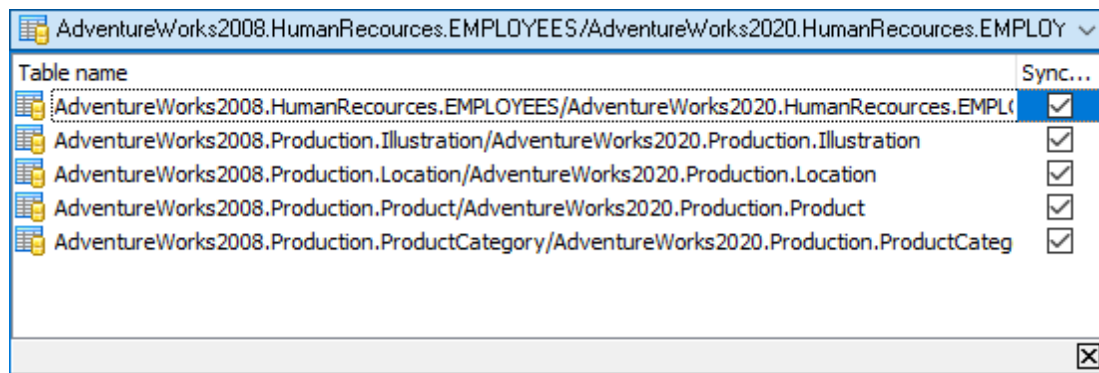 AdventureWorks2008.HumanRecources.EMPLOYEES/AdventureWorks2020.HumanRecources.EMPLOY
Table name Sync...
AdventureWorks2008.HumanRecources.EMPLOYEES/AdventureWorks2020.HumanRecources.EMPL
AdventureWorks2008.Production.Illustration/AdventureWorks2020.Production.Illustration
AdventureWorks2008.Production.Location/AdventureWorks2020.Production.Location
AdventureWorks2008.Production.Product/AdventureWorks2020.Production.Product
AdventureWorks2008.Production.ProductCategory/AdventureWorks2020.Production.ProductCateg